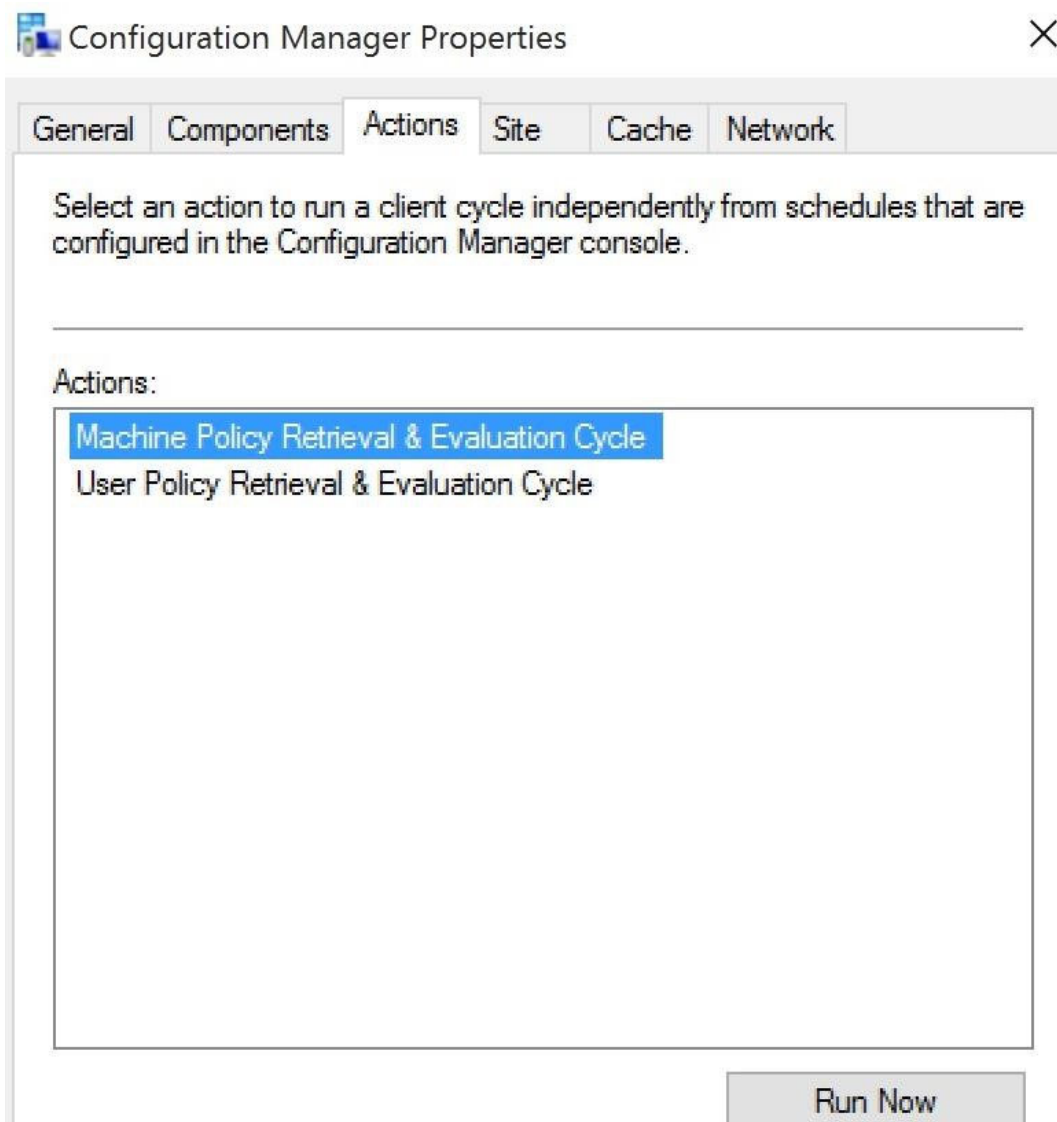 Configuration Manager Properties
General Components Actions Site Cache Network
Select an action to run a client cycle independently from schedules that are
configured in the Configuration Manager console.
Actions:
Machine Policy Retrieval & Evaluation Cycle
User Policy Retrieval & Evaluation Cycle
Run Now